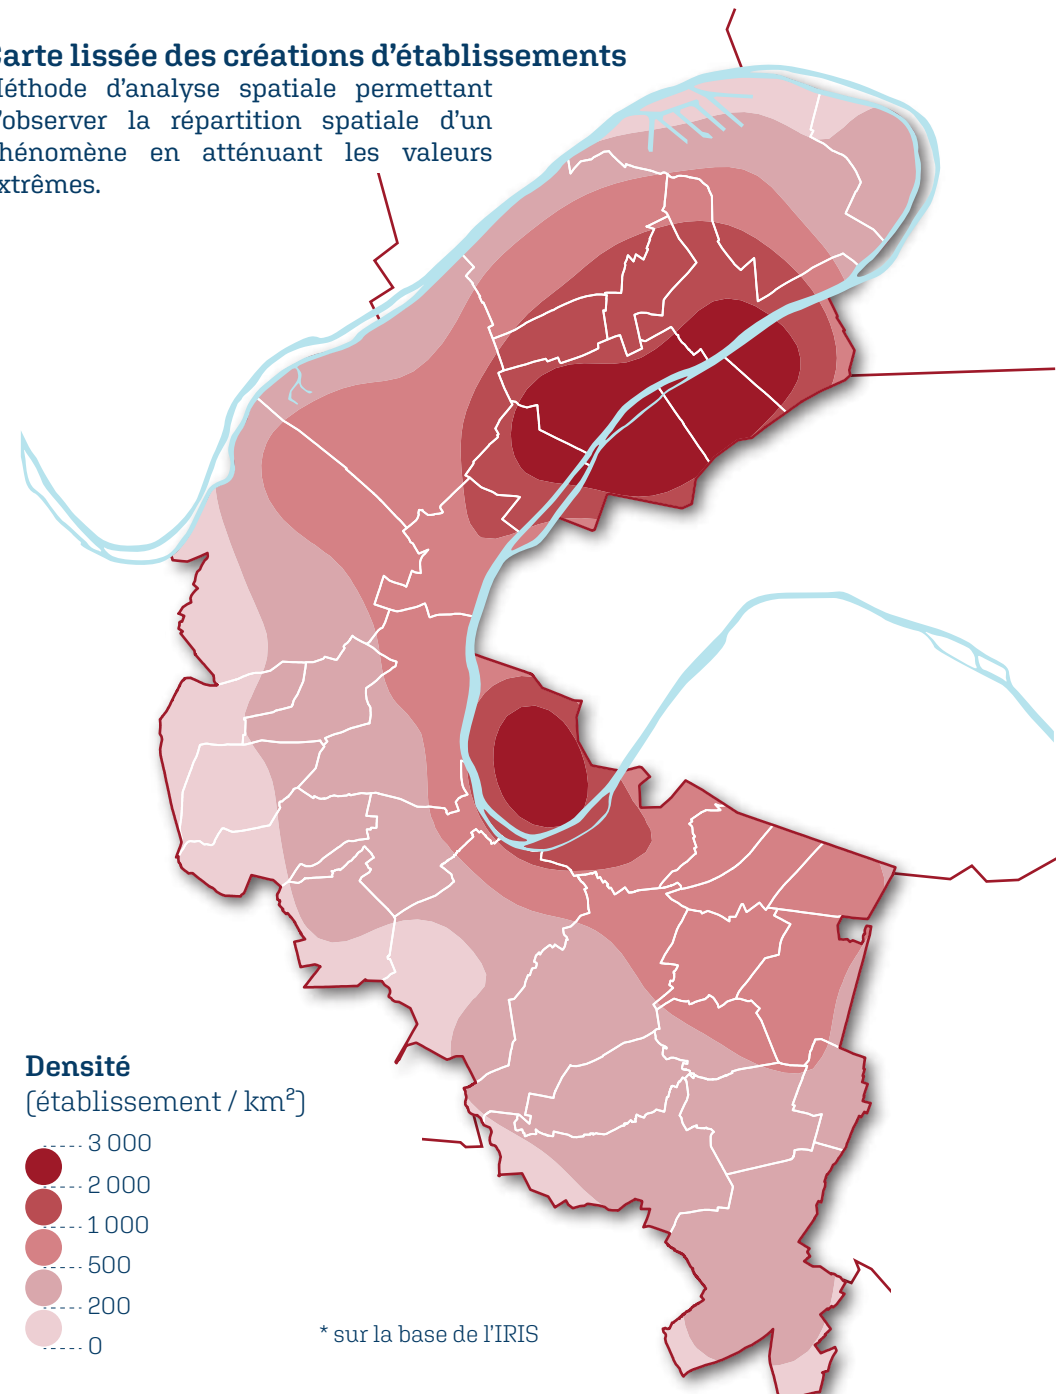 arte lissée des créations d'établissements
éthode d'analyse spatiale permettant
'observer la répartition spatiale d'un
hénomène en atténuant les valeurs
xtrêmes.
Densité
(établissement / km²)
3 000
2 000
1 000
500
200
0
* sur la base de l'IRIS